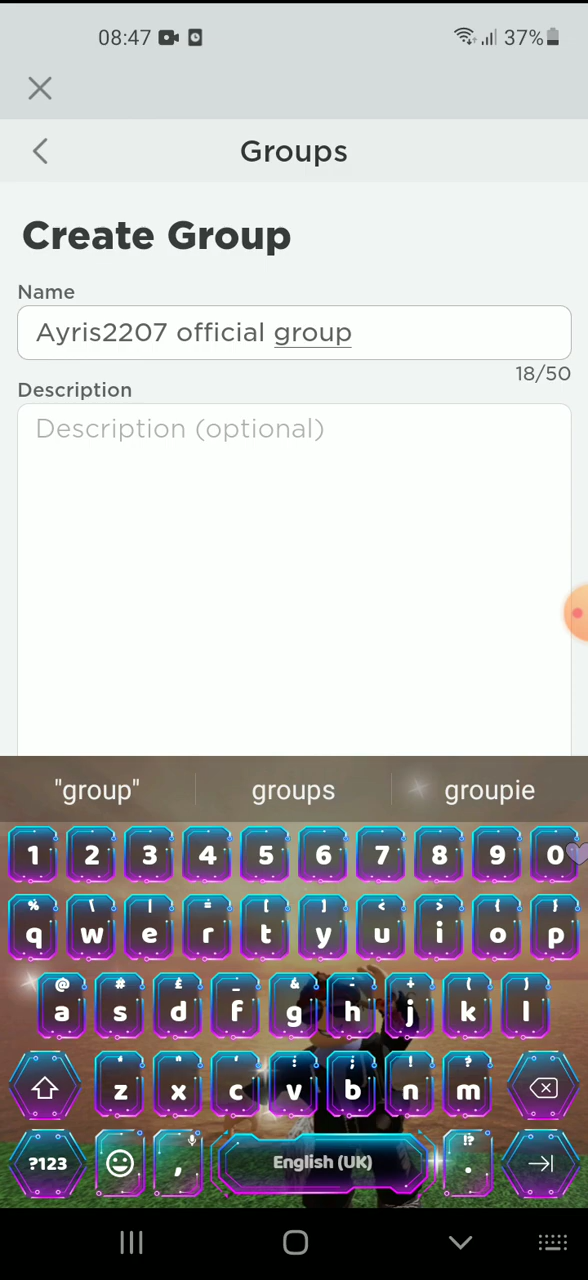 08:47 37%
Groups
Create Group
Name
Ayris2207 official group
18/50
Description
Description (optional)
"group" groups groupie
1 2 3 4 5 6 7 8 9 0
% \ | = [ ] < > { }
q w e r t y u i o p
@ # £ _ & - + ( )
a s d f g h j k l
* " ' : ; ! ?
z x c v b n m
!?
?123 , English (UK) .